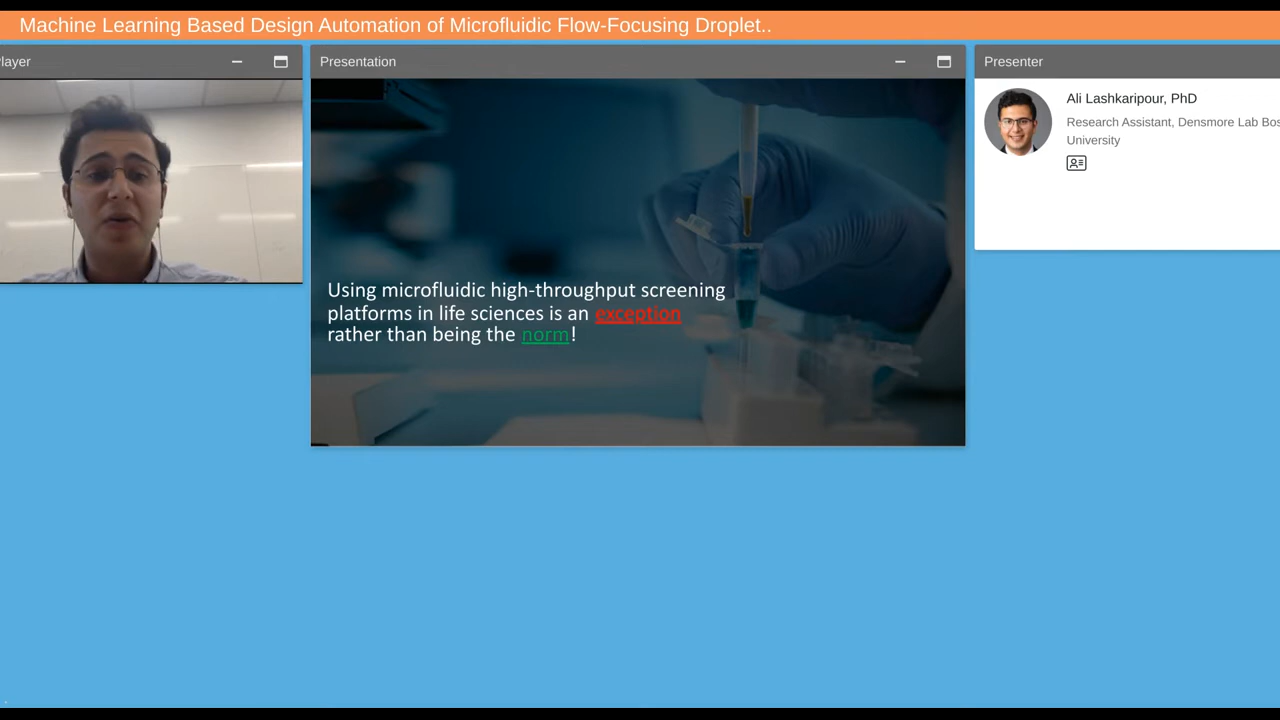 Machine Learning Based Design Automation of Microfluidic Flow-Focusing Droplet..
layer
Presentation
Using microfluidic high-throughput screening
platforms in life sciences is an exception
rather than being the norm!
Presenter
Ali Lashkaripour, PhD
Research Assistant, Densmore Lab Bos
University